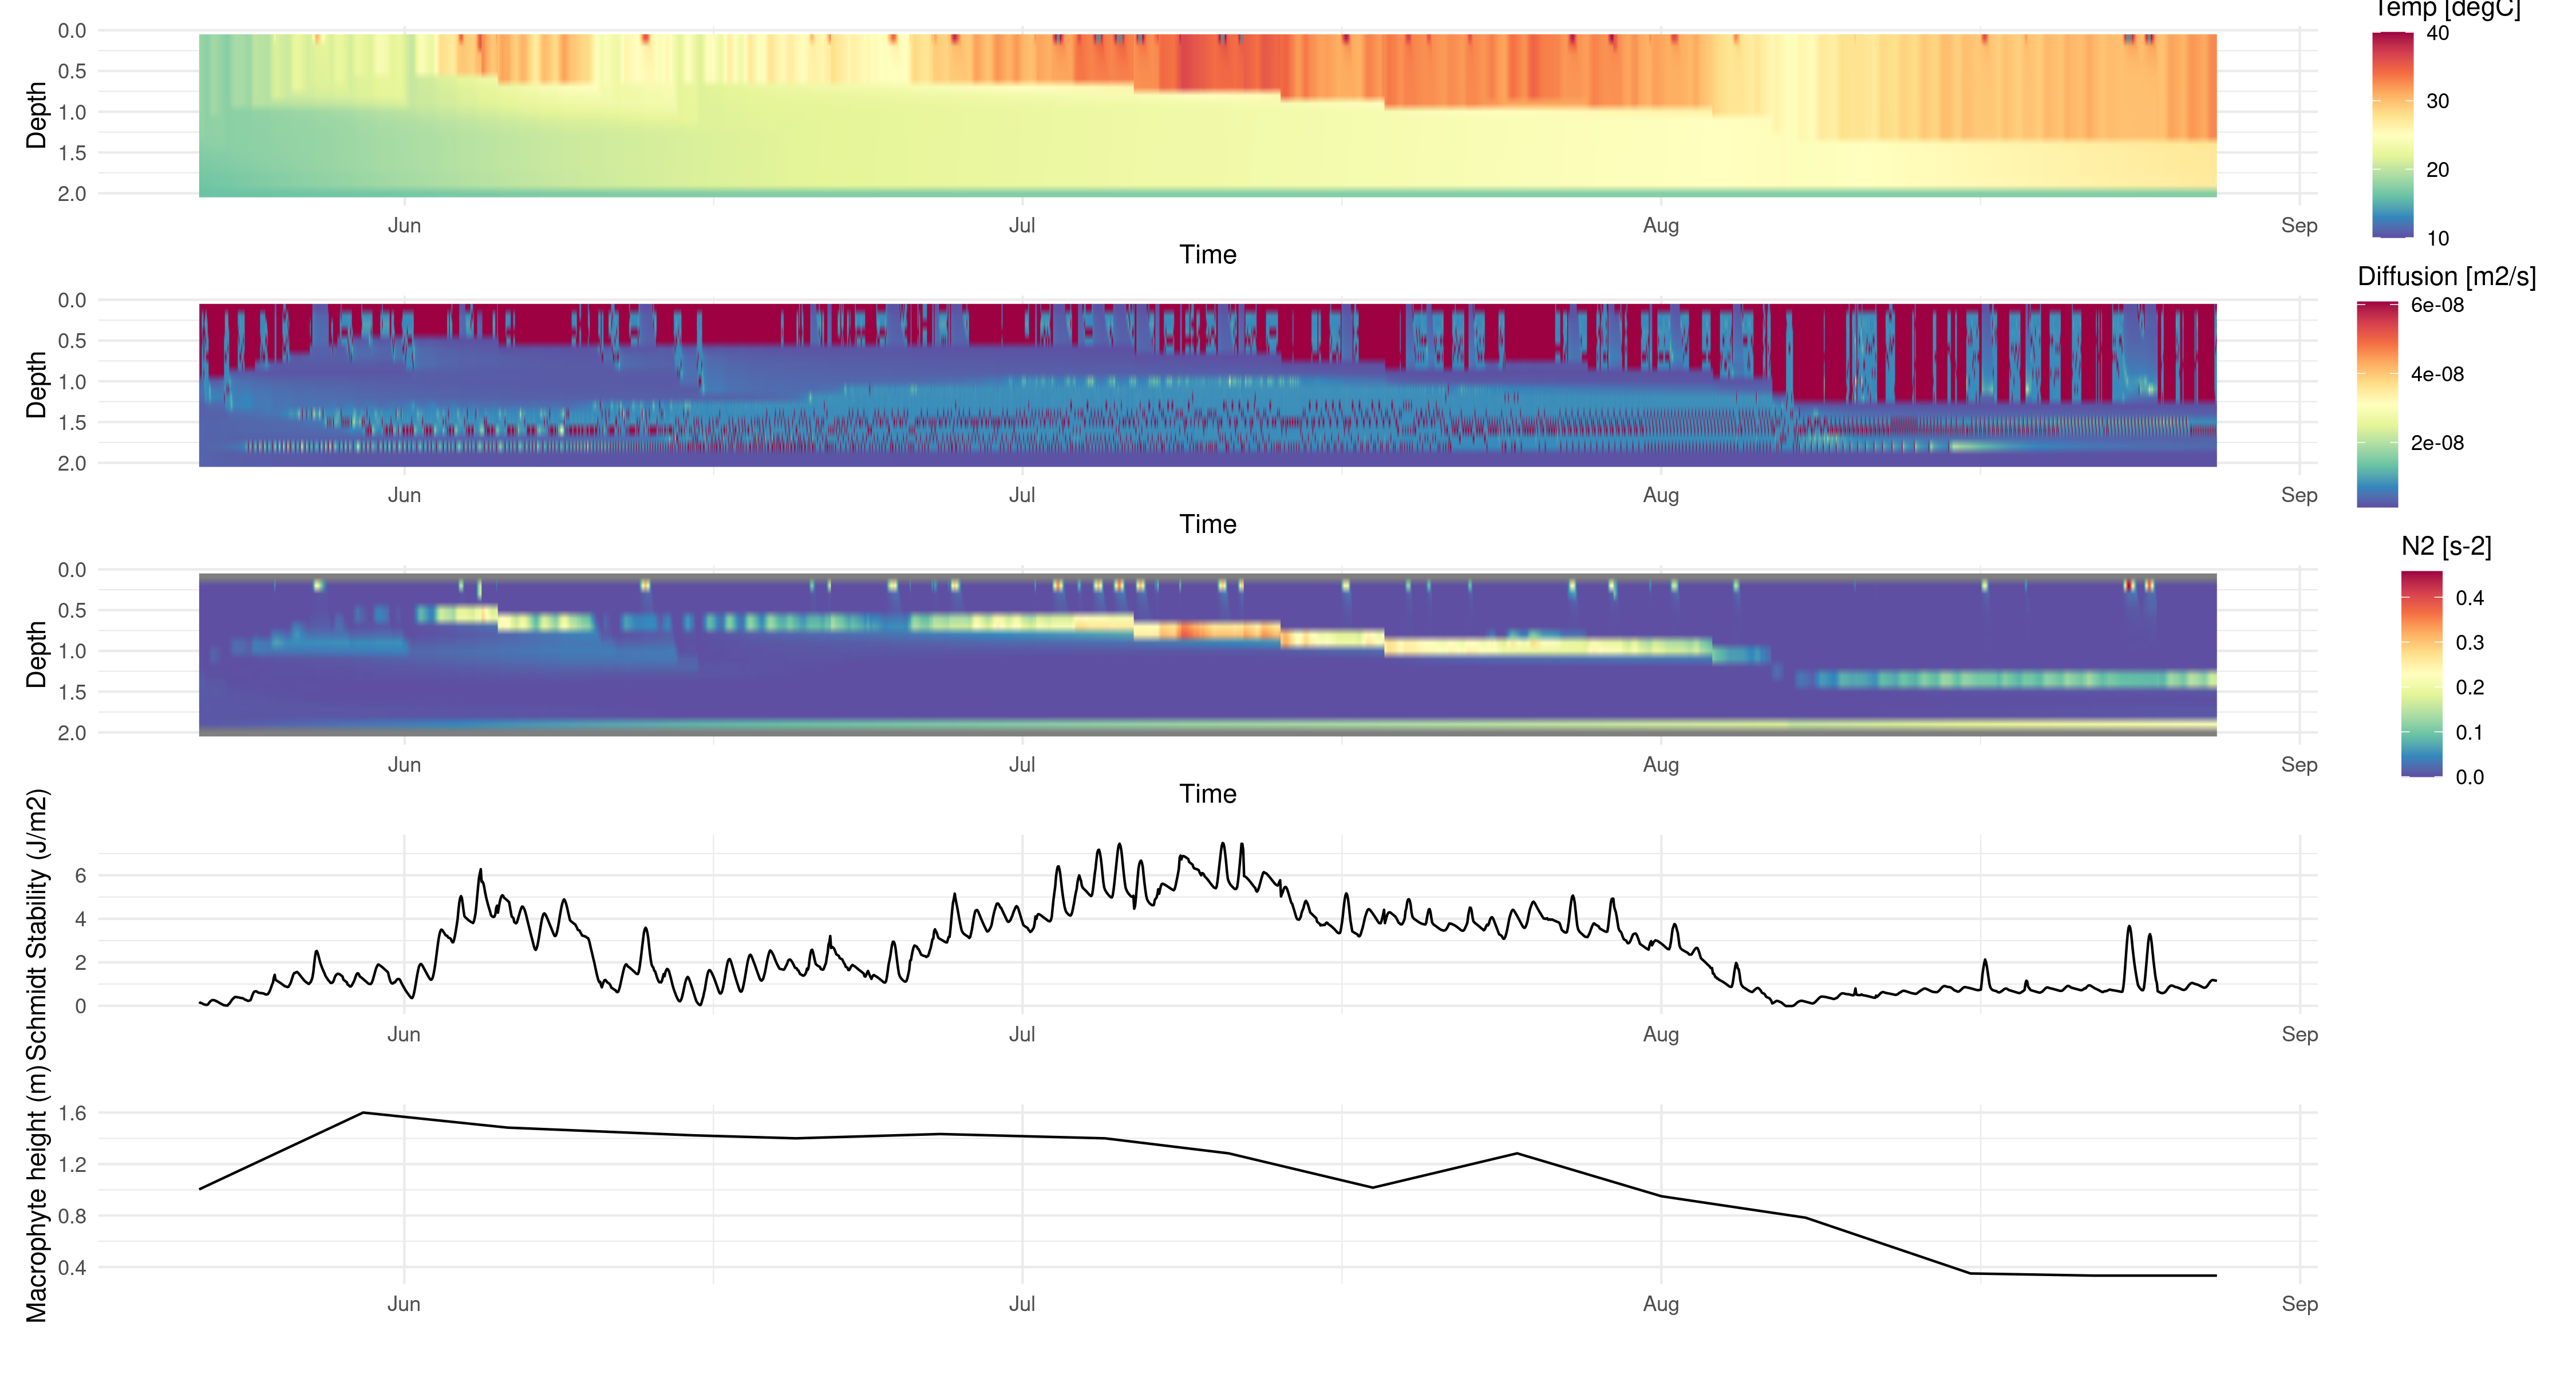 Temp [degC]
0.0
0.5
1.0
1.5
2.0
Depth
40
30
20
10
Jun Jul Aug Sep
Time
Diffusion [m2/s]
0.0
0.5
1.0
1.5
2.0
Depth
6e-08
4e-08
2e-08
Jun Jul Aug Sep
Time
N2 [s-2]
0.0
0.5
1.0
1.5
2.0
Depth
0.4
0.3
0.2
0.1
0.0
Jun Jul Aug Sep
Time
Schmidt Stability (J/m2)
6
4
2
0
Jun Jul Aug Sep
Macrophyte height (m)
1.6
1.2
0.8
0.4
Jun Jul Aug Sep